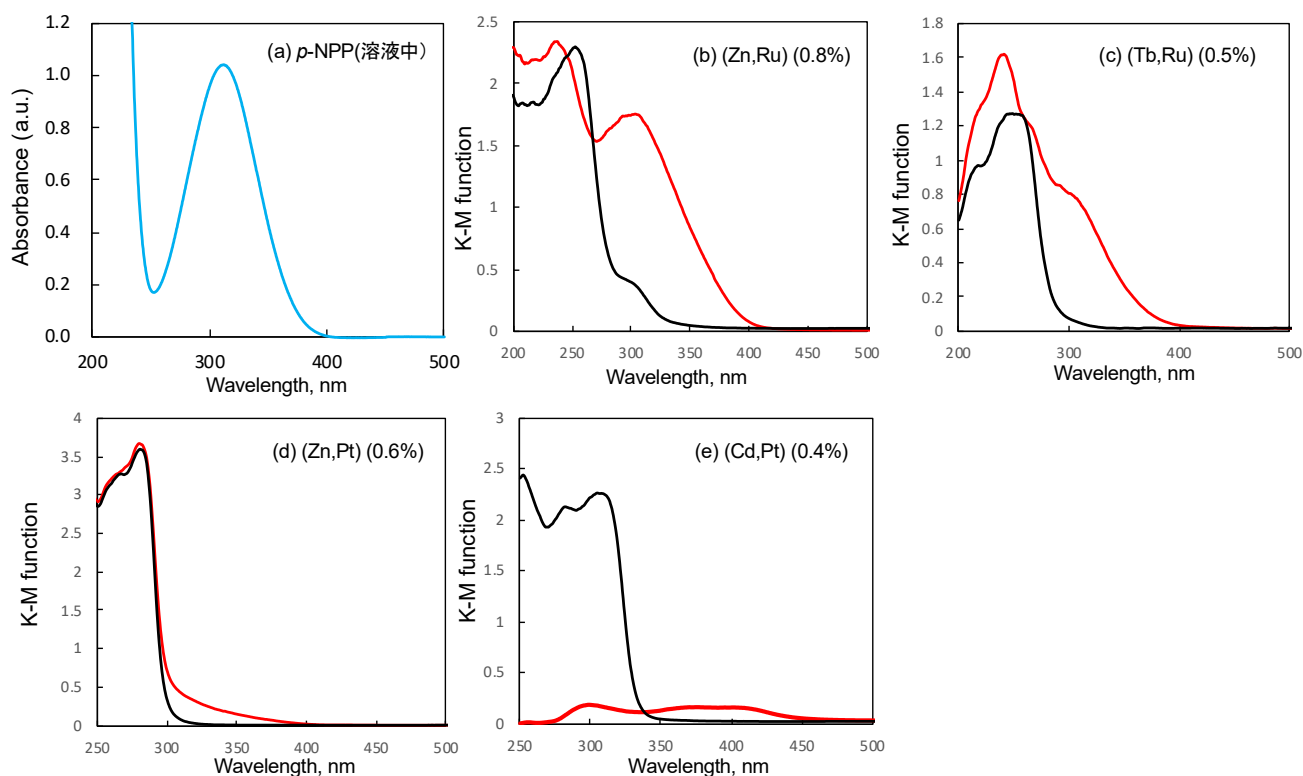 (a) p-NPP(溶液中)
Absorbance (a.u.)
1.2
1.0
0.8
0.6
0.4
0.2
0.0
200 300 400 500
Wavelength, nm
(b) (Zn,Ru) (0.8%)
K-M function
2.5
2
1.5
1
0.5
0
200 250 300 350 400 450 500
Wavelength, nm
(c) (Tb,Ru) (0.5%)
K-M function
1.8
1.6
1.4
1.2
1
0.8
0.6
0.4
0.2
0
200 300 400 500
Wavelength, nm
(d) (Zn,Pt) (0.6%)
K-M function
4
3.5
3
2.5
2
1.5
1
0.5
0
250 300 350 400 450 500
Wavelength, nm
(e) (Cd,Pt) (0.4%)
K-M function
3
2.5
2
1.5
1
0.5
0
250 300 350 400 450 500
Wavelength, nm